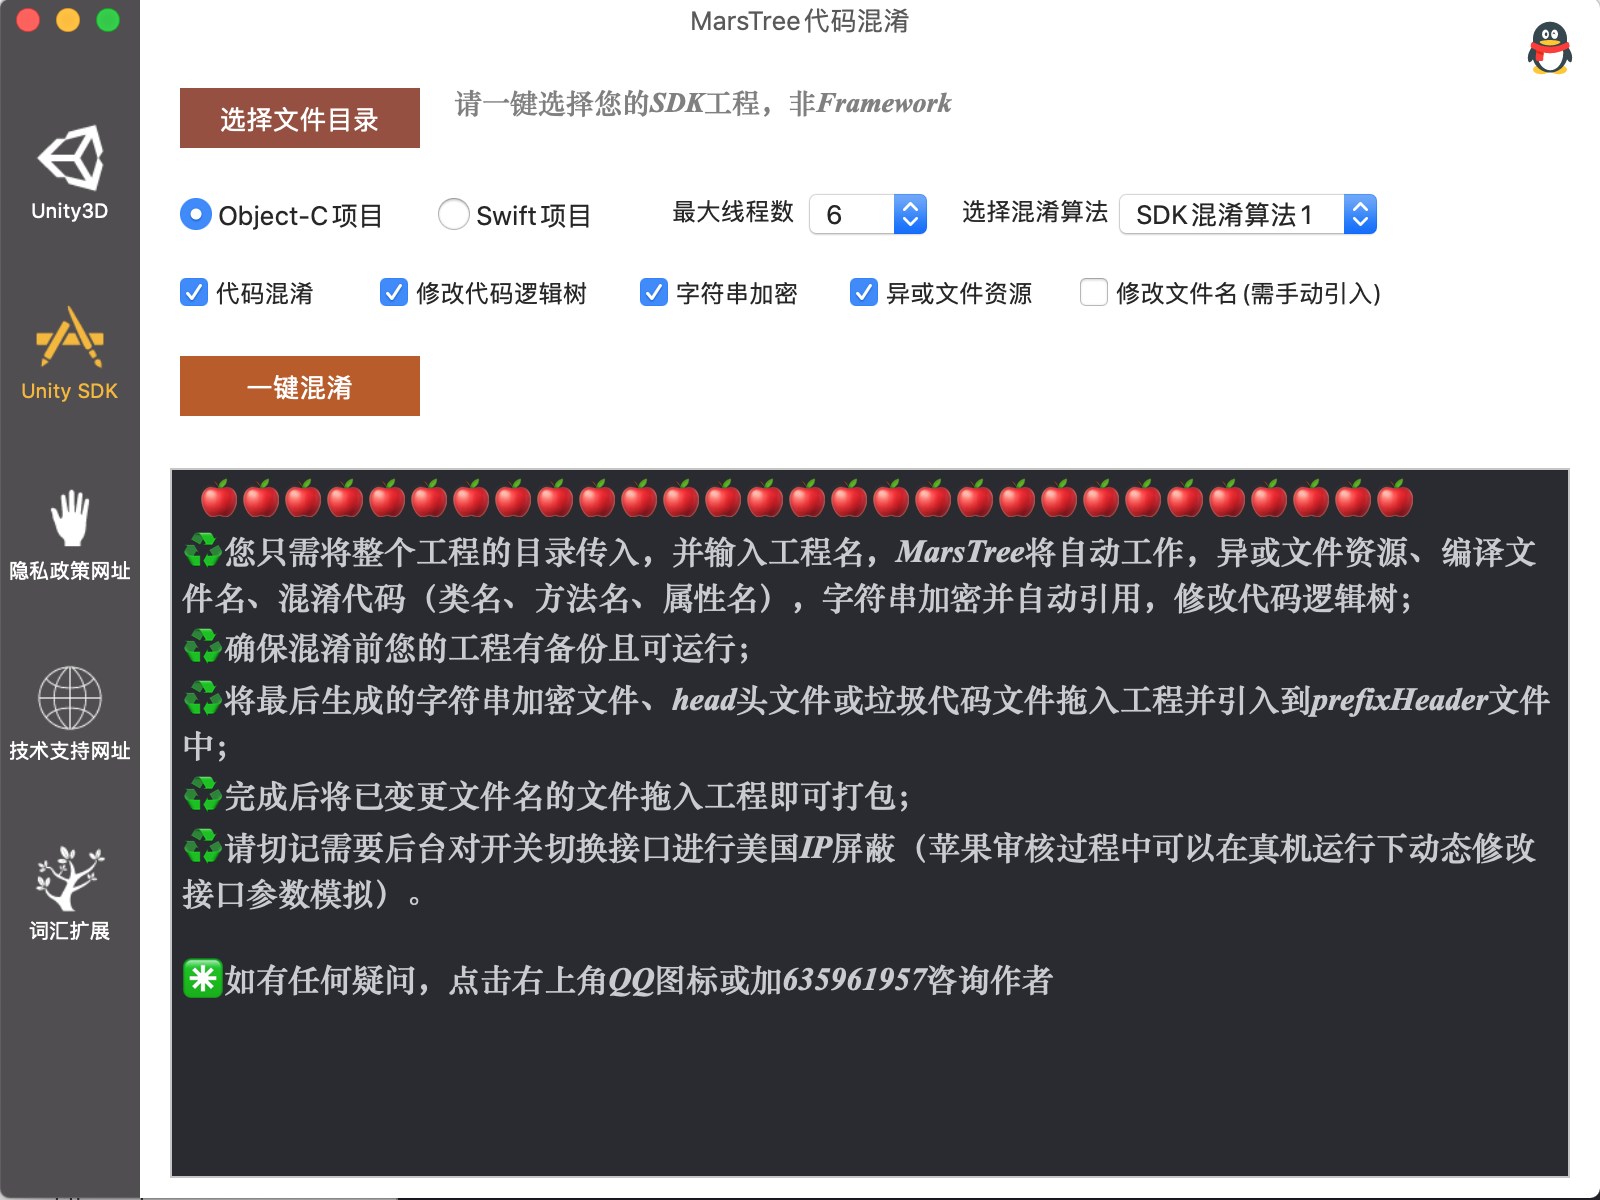 MarsTree代码混淆
选择文件目录
请一键选择您的SDK工程，非Framework
Object-C项目
Swift项目
最大线程数
6
选择混淆算法
SDK混淆算法1
代码混淆
修改代码逻辑树
字符串加密
异或文件资源
修改文件名(需手动引入)
一键混淆
Unity3D
Unity SDK
隐私政策网址
技术支持网址
词汇扩展
您只需将整个工程的目录传入，并输入工程名，MarsTree将自动工作，异或文件资源、编译文
件名、混淆代码（类名、方法名、属性名），字符串加密并自动引用，修改代码逻辑树；
确保混淆前您的工程有备份且可运行；
将最后生成的字符串加密文件、head头文件或垃圾代码文件拖入工程并引入到prefixHeader文件
中；
完成后将已变更文件名的文件拖入工程即可打包；
请切记需要后台对开关切换接口进行美国IP屏蔽（苹果审核过程中可以在真机运行下动态修改
接口参数模拟）。
如有任何疑问，点击右上角QQ图标或加635961957咨询作者